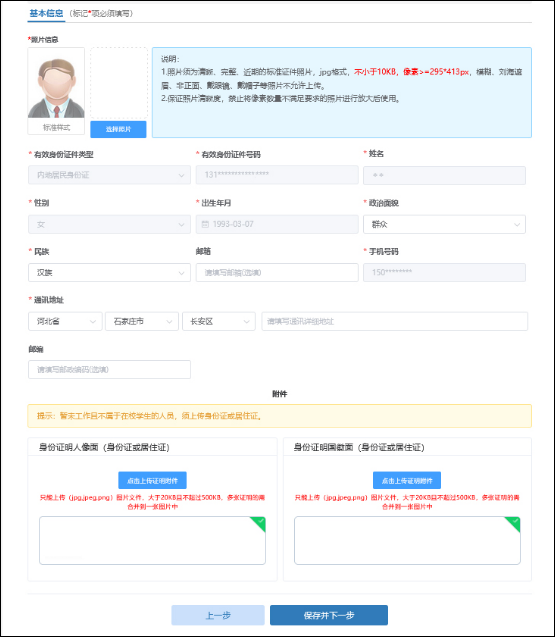 基本信息 （标记*项必须填写）
*照片信息
标准样式
选择照片
说明：
1.照片须为清晰、完整、近期的标准证件照片，jpg格式，不小于10KB，像素>=295*413px，模糊、刘海遮
眉、非正面、戴眼镜、戴帽子等照片不允许上传。
2.保证照片清晰度，禁止将像素数量不满足要求的照片进行放大后使用。
* 有效身份证件类型 * 有效身份证件号码 * 姓名
内地居民身份证 131*************** **
* 性别 * 出生年月 * 政治面貌
女 1993-03-07 群众
* 民族 邮箱 * 手机号码
汉族 请填写邮箱(选填) 150********
* 通讯地址
河北省 石家庄市 长安区 请填写通讯详细地址
邮编
请填写邮政编码(选填)
附件
提示：暂未工作且不属于在校学生的人员，须上传身份证或居住证。
身份证明人像面（身份证或居住证） 身份证明国徽面（身份证或居住证）
点击上传证明附件 点击上传证明附件
只能上传（jpg,jpeg,png）图片文件，大于20KB且不超过500KB，多张证明的需
合并到一张图片中
只能上传（jpg,jpeg,png）图片文件，大于20KB且不超过500KB，多张证明的需
合并到一张图片中
上一步 保存并下一步